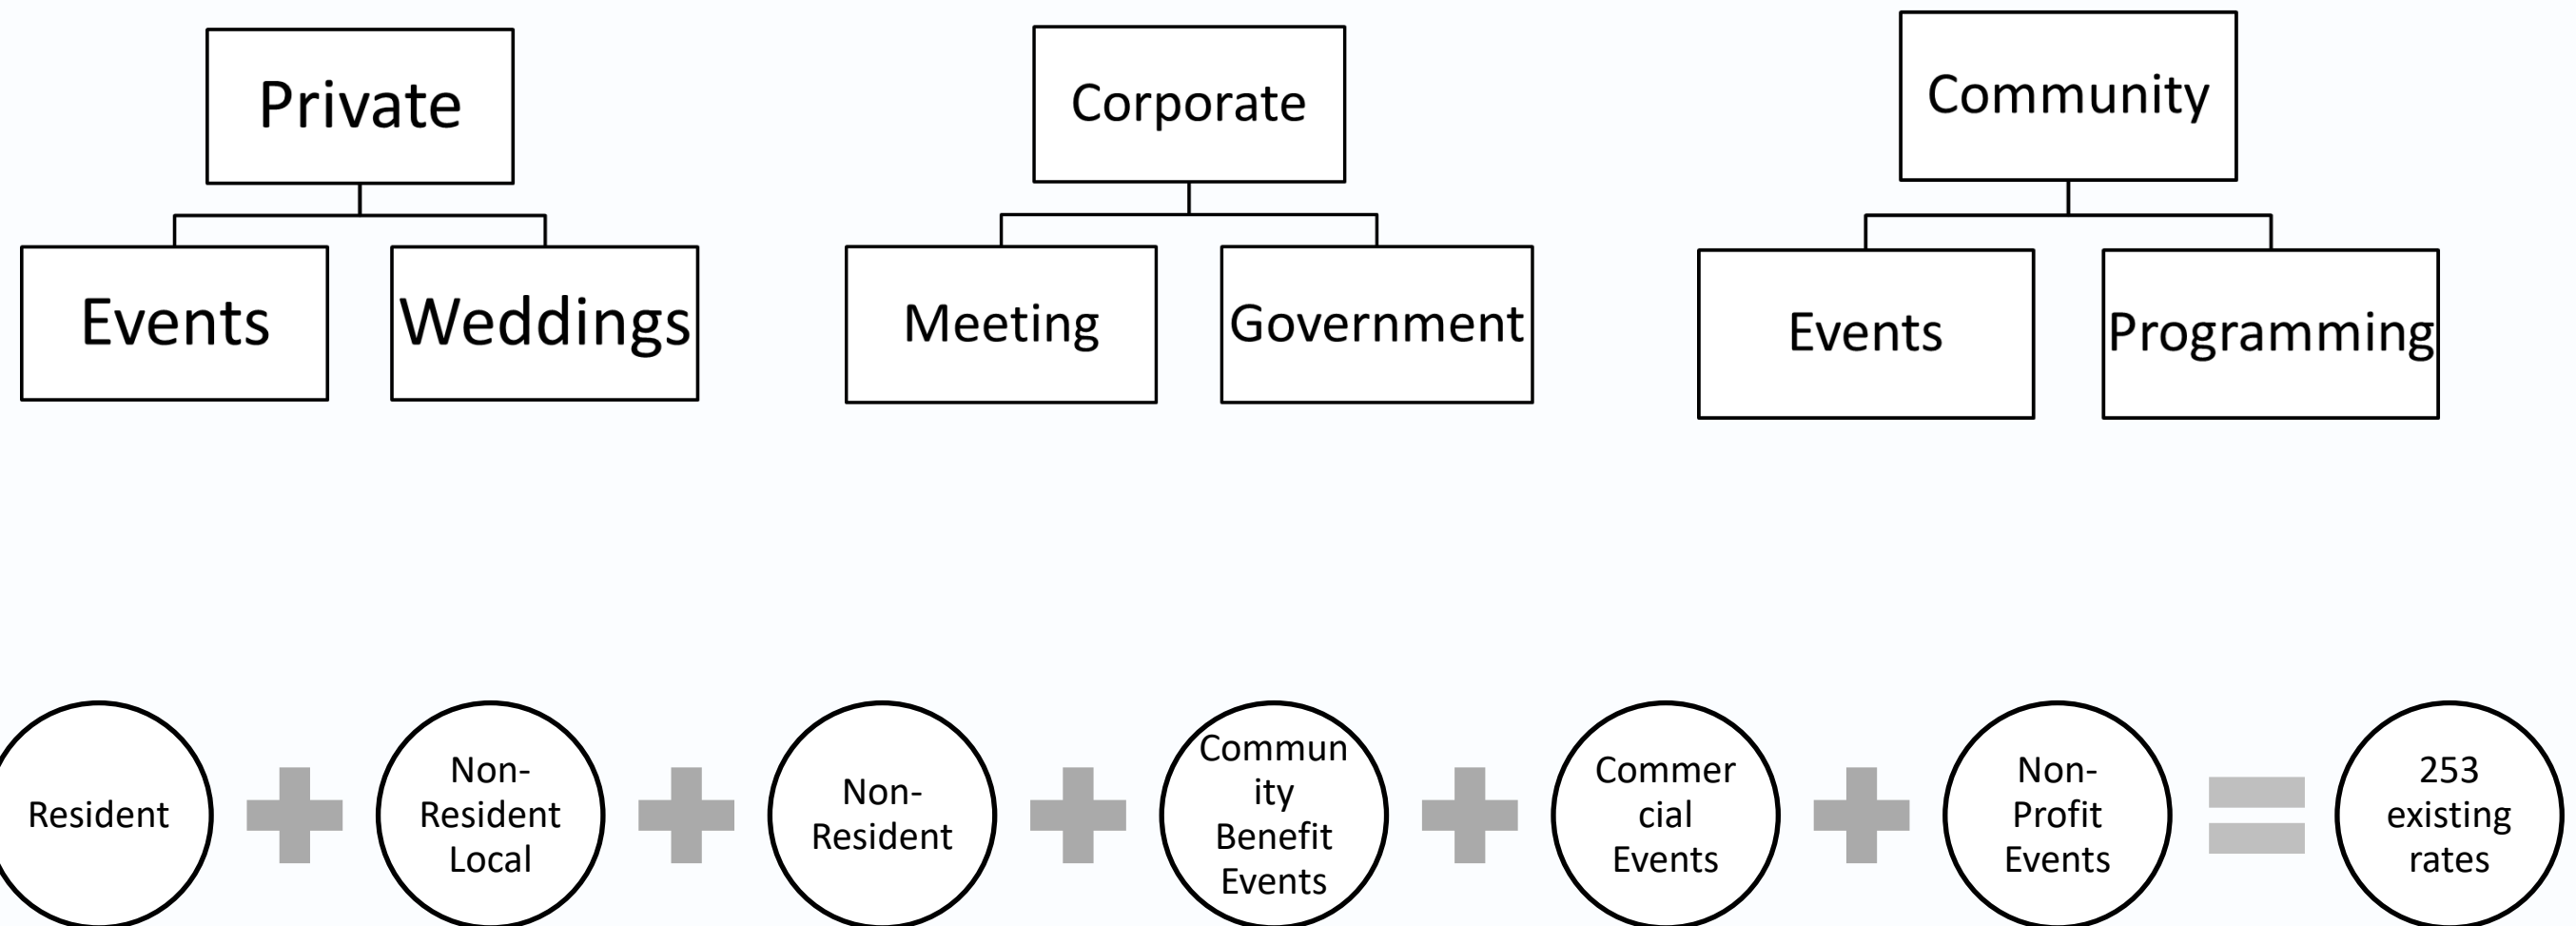 Private
Corporate
Community
Events
Weddings
Meeting
Government
Events
Programming
Resident
Non-
Resident
Local
Non-
Resident
Commun
ity
Benefit
Events
Commer
cial
Events
Non-
Profit
Events
253
existing
rates